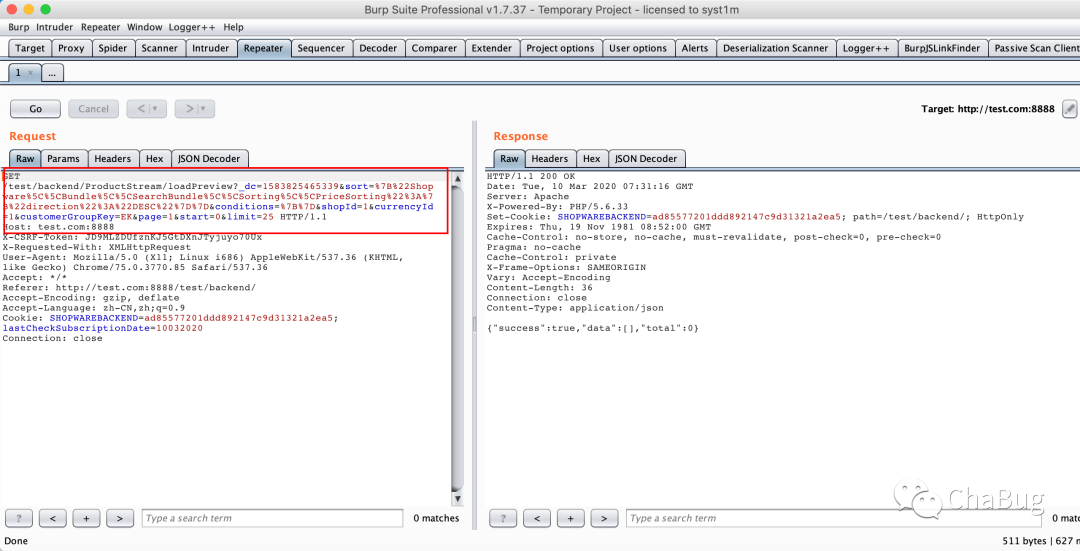 Burp Suite Professional v1.7.37 - Temporary Project - licensed to syst1m
Burp Intruder Repeater Window Logger++ Help
Target Proxy Spider Scanner Intruder Repeater Sequencer Decoder Comparer Extender Project options User options Alerts Deserialization Scanner Logger++ BurpJSLinkFinder Passive Scan Client
1 × ...
Go Cancel < > Target: http://test.com:8888
Request
Raw Params Headers Hex JSON Decoder
GET
/test/backend/ProductStream/loadPreview?_dc=1583825465339&sort=%7B%22Shop
ware%5C%5CBundle%5C%5CSearchBundle%5C%5CSorting%5C%5CPriceSorting%22%3A%7
B%22direction%22%3A%22DESC%22%7D%7D&conditions=%7B%7D&shopId=1&currencyId
=1&customerGroupKey=EK&page=1&start=0&limit=25 HTTP/1.1
Host: test.com:8888
X-CSRF-Token: JD9MLZDUfznKJ5GtDXnJTyjuyo70Ux
X-Requested-With: XMLHttpRequest
User-Agent: Mozilla/5.0 (X11; Linux i686) AppleWebKit/537.36 (KHTML,
like Gecko) Chrome/75.0.3770.85 Safari/537.36
Accept: */*
Referer: http://test.com:8888/test/backend/
Accept-Encoding: gzip, deflate
Accept-Language: zh-CN,zh;q=0.9
Cookie: SHOPWAREBACKEND=ad85577201ddd892147c9d31321a2ea5;
lastCheckSubscriptionDate=10032020
Connection: close
? < + > Type a search term 0 matches
Response
Raw Headers Hex JSON Decoder
HTTP/1.1 200 OK
Date: Tue, 10 Mar 2020 07:31:16 GMT
Server: Apache
X-Powered-By: PHP/5.6.33
Set-Cookie: SHOPWAREBACKEND=ad85577201ddd892147c9d31321a2ea5; path=/test/backend/; HttpOnly
Expires: Thu, 19 Nov 1981 08:52:00 GMT
Cache-Control: no-store, no-cache, must-revalidate, post-check=0, pre-check=0
Pragma: no-cache
Cache-Control: private
X-Frame-Options: SAMEORIGIN
Vary: Accept-Encoding
Content-Length: 36
Connection: close
Content-Type: application/json
{"success":true,"data":[],"total":0}
ChaBug
? < + > Type a search term 0 matc
Done 511 bytes | 627 m